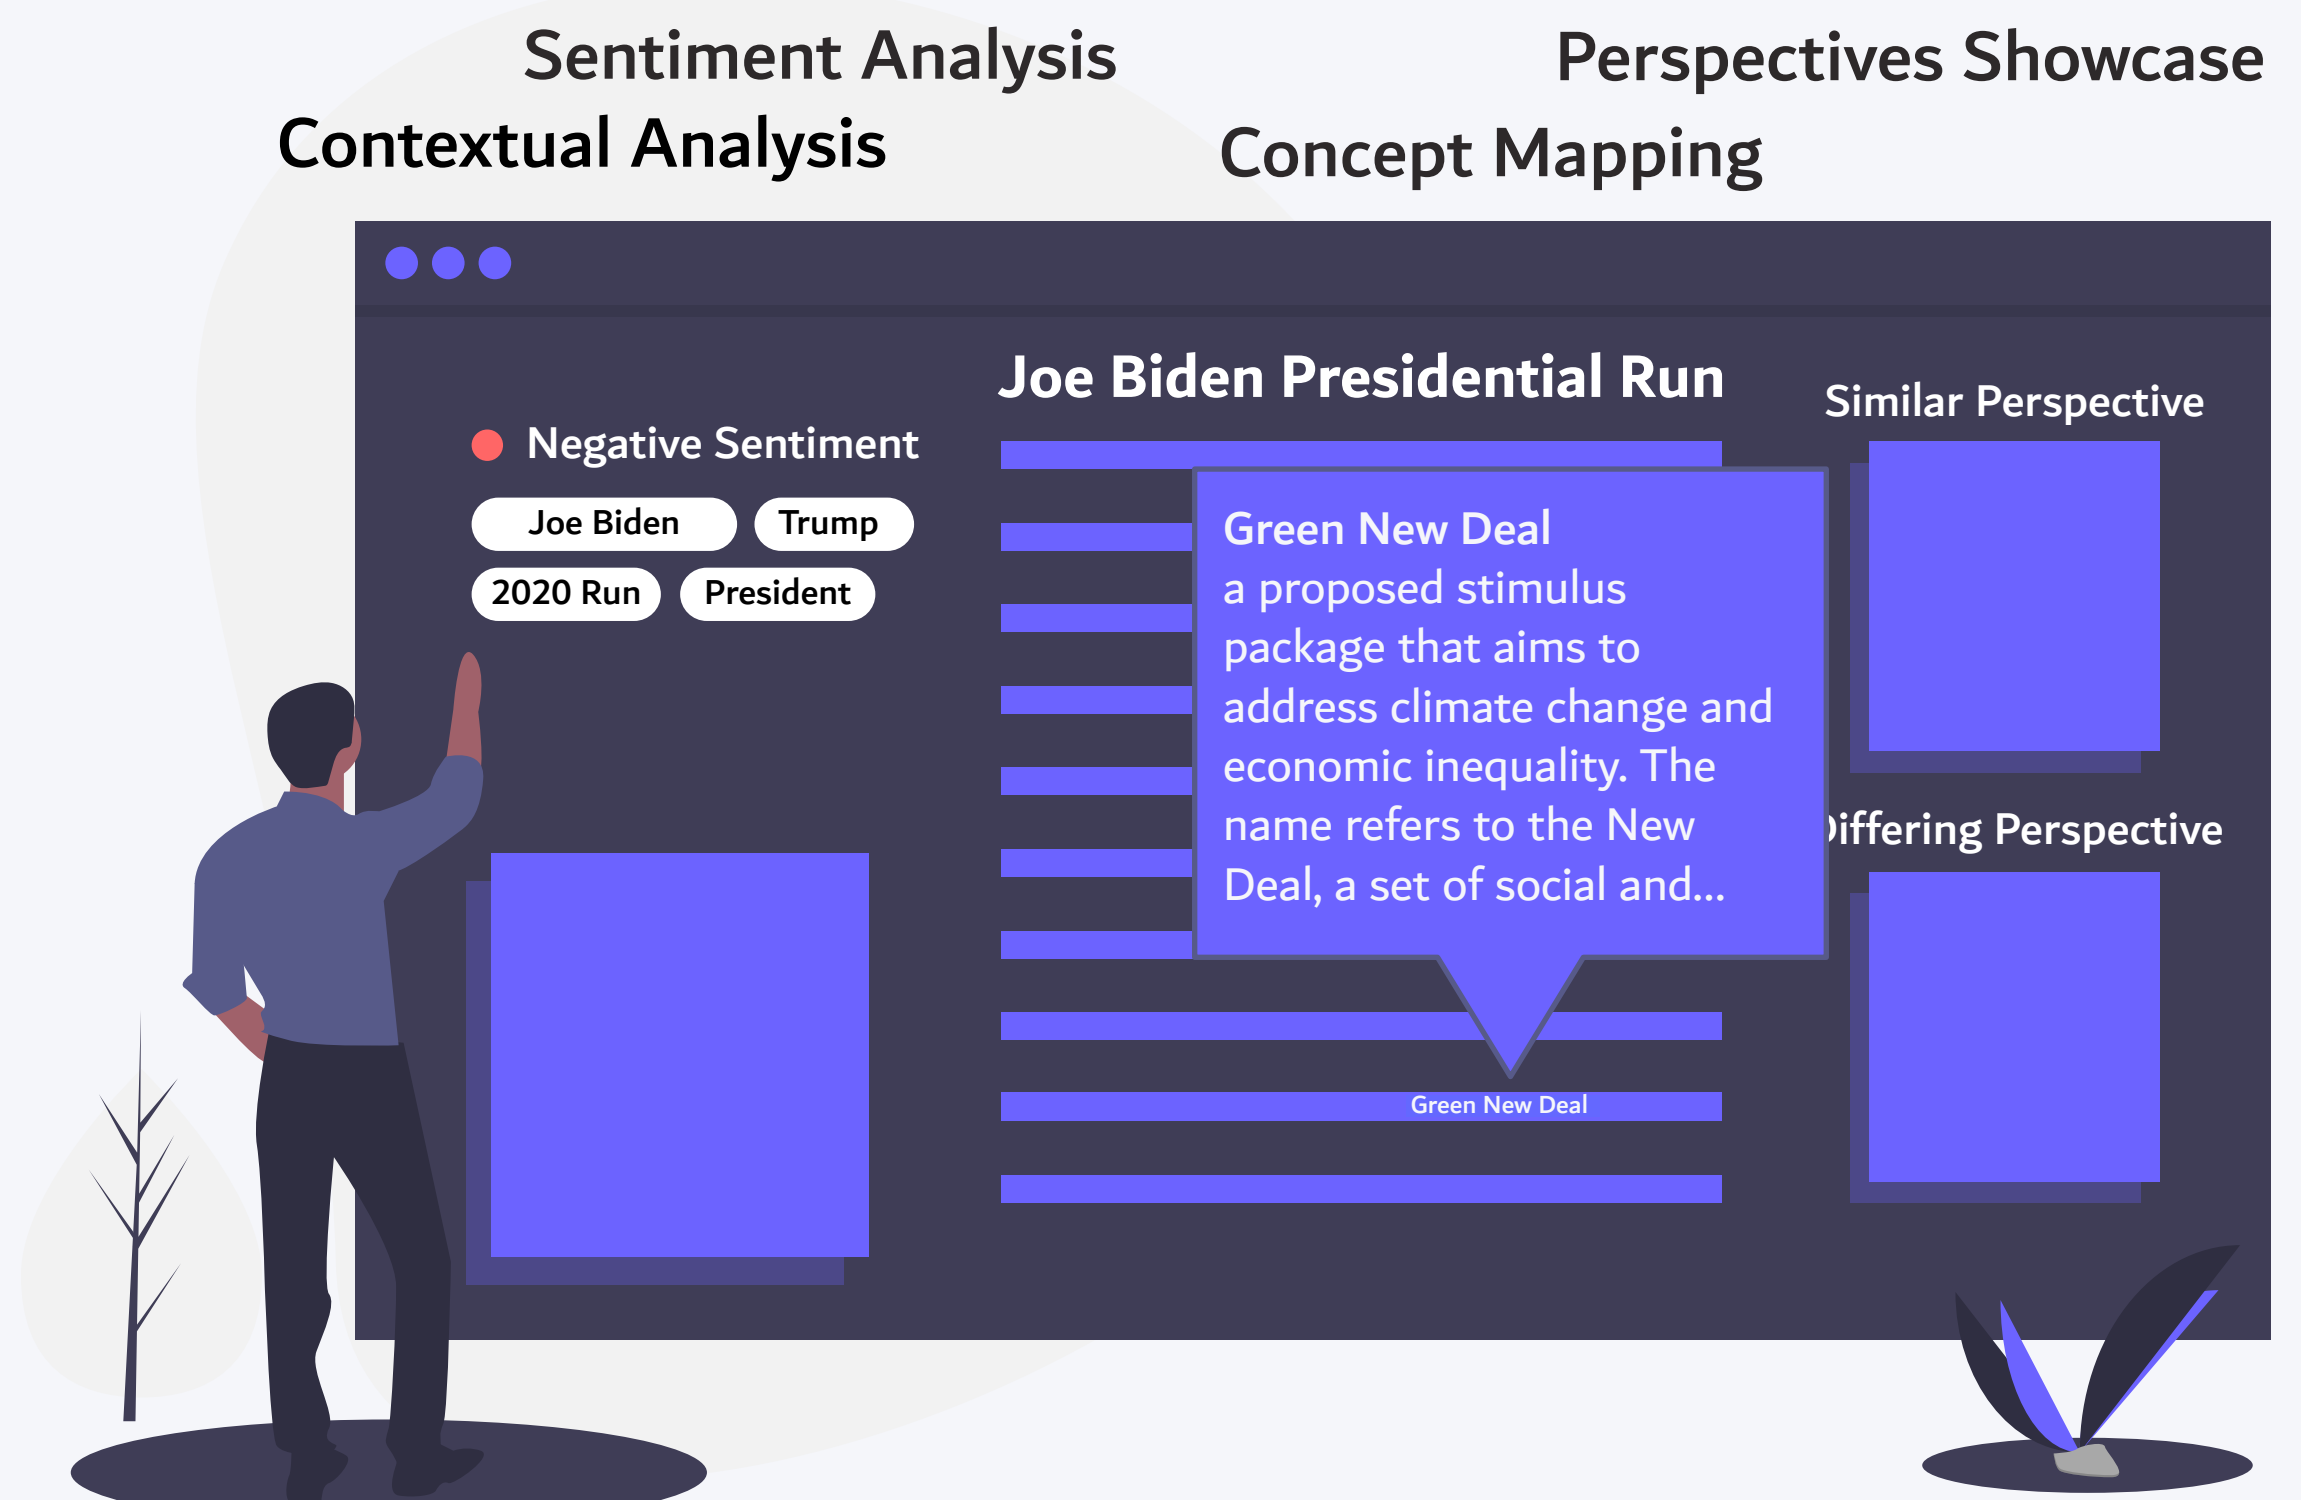 Sentiment Analysis
Perspectives Showcase
Contextual Analysis
Concept Mapping
Joe Biden Presidential Run
Negative Sentiment
Joe Biden
Trump
2020 Run
President
Green New Deal
a proposed stimulus
package that aims to
address climate change and
economic inequality. The
name refers to the New
Deal, a set of social and...
Green New Deal
Similar Perspective
Differing Perspective